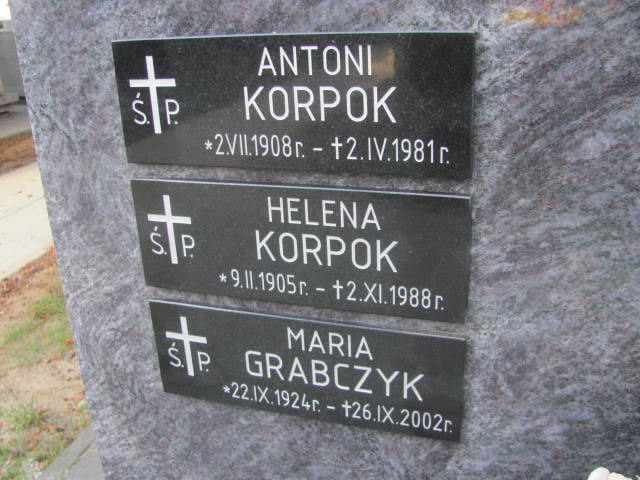 ANTONI
KORPOK
Ś. P.
*2.VII.1908r. – †2.IV.1981r.
HELENA
KORPOK
Ś. P.
*9.II.1905r. – †2.XI.1988r.
MARIA
GRABCZYK
Ś. P.
*22.IX.1924r. – †26.IX.2002r.